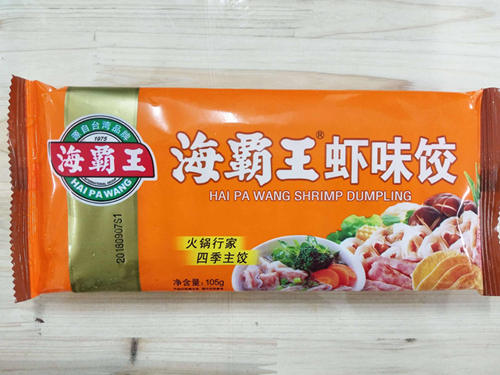 源自台湾品牌
1975
海霸王
HAI PA WANG
20180907S1
海霸王®虾味饺
HAI PA WANG SHRIMP DUMPLING
火锅行家
四季主饺
净含量：105g